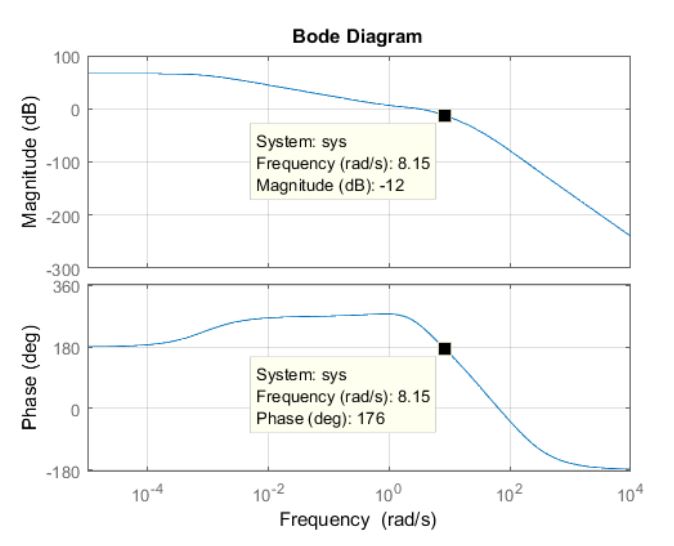 Bode Diagram
100
0
-100
-200
-300
Magnitude (dB)
System: sys
Frequency (rad/s): 8.15
Magnitude (dB): -12
360
180
0
-180
Phase (deg)
System: sys
Frequency (rad/s): 8.15
Phase (deg): 176
10-4
10-2
100
102
104
Frequency (rad/s)